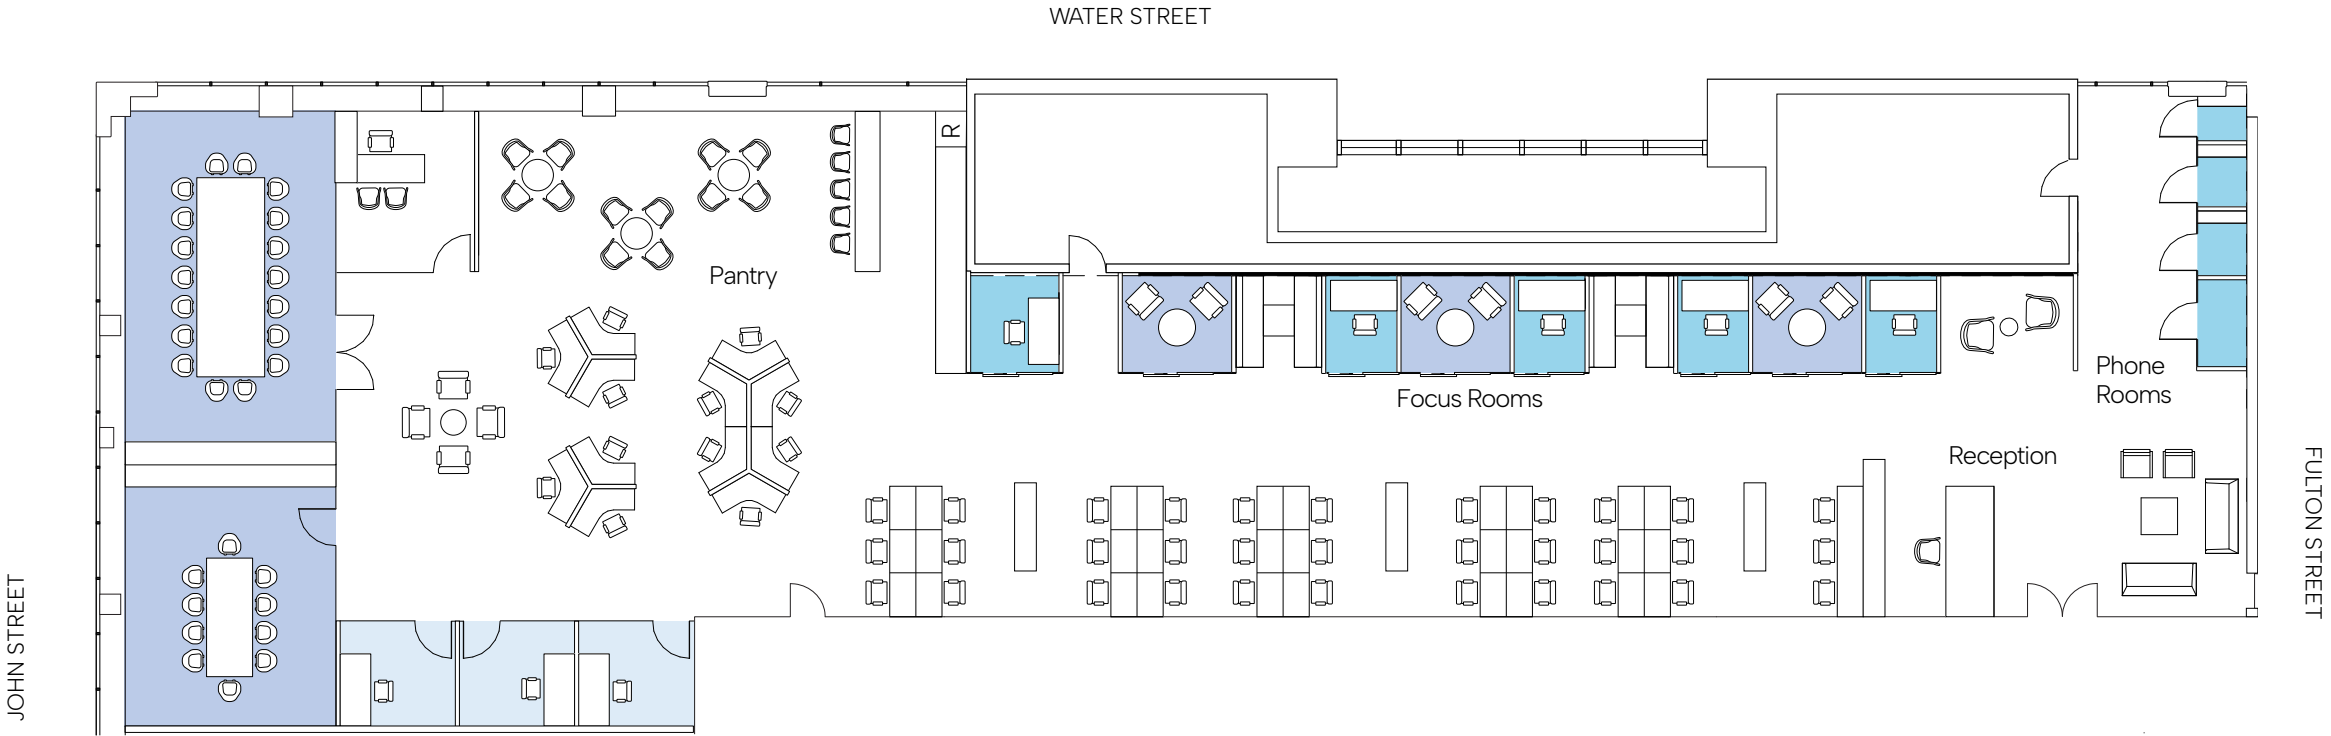 WATER STREET
R
Pantry
Focus Rooms
Phone
Rooms
Reception
FULTON STREET
JOHN STREET